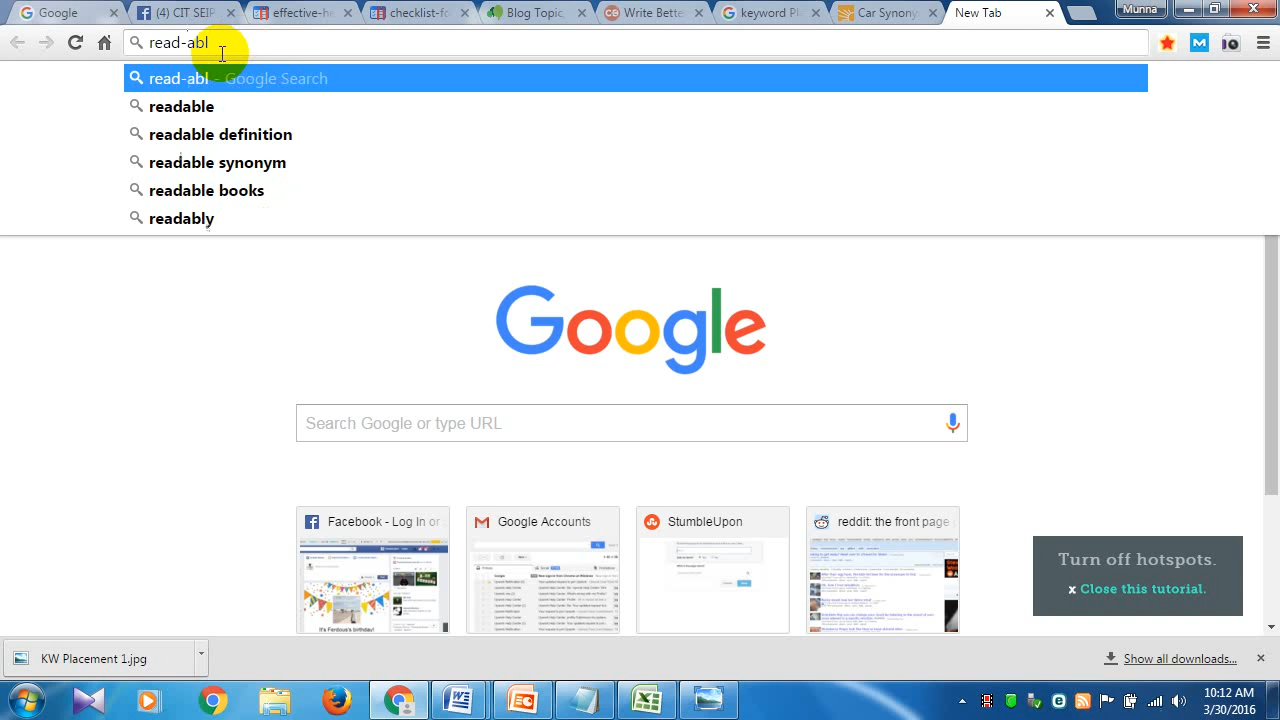 Google
(4) CIT SEIP
effective-he
checklist-fo
Blog Topic
Write Bette
keyword Pl
Car Synony
New Tab
Munna
read-abl
read-abl - Google Search
readable
readable definition
readable synonym
readable books
readably
Google
Search Google or type URL
Facebook - Log In or
Google Accounts
StumbleUpon
reddit: the front page
It's Ferdous's birthday!
Turn off hotspots
x Close this tutorial.
KW Placement 1.jpg
Show all downloads...
10:12 AM
3/30/2016